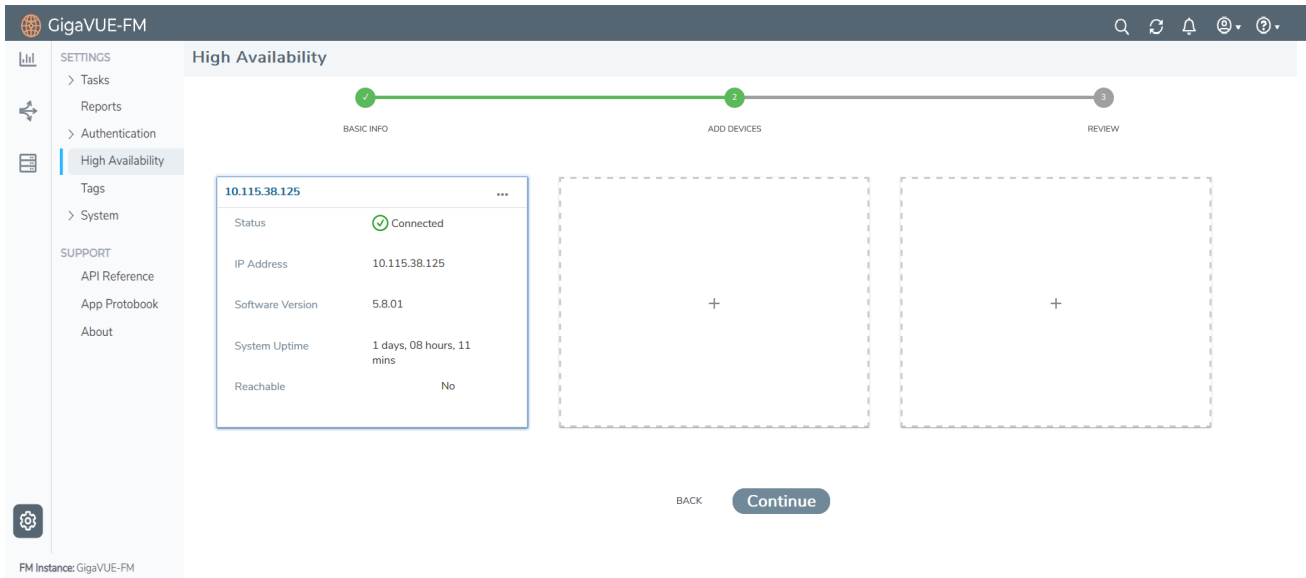 GigaVUE-FM
SETTINGS
> Tasks
Reports
> Authentication
High Availability
Tags
> System
SUPPORT
API Reference
App Protobook
About
FM Instance: GigaVUE-FM
High Availability
2
3
BASIC INFO
ADD DEVICES
REVIEW
10.115.38.125
...
Status
Connected
IP Address
10.115.38.125
Software Version
5.8.01
System Uptime
1 days, 08 hours, 11
mins
Reachable
No
+
+
BACK
Continue